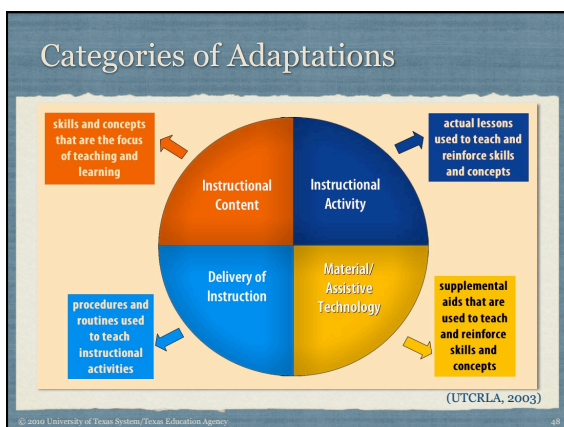 Categories of Adaptations
skills and concepts
that are the focus
of teaching and
learning
Instructional
Content
Instructional
Activity
actual lessons
used to teach and
reinforce skills
and concepts
procedures and
routines used
to teach
instructional
activities
Delivery of
Instruction
Material/
Assistive
Technology
supplemental
aids that are
used to teach
and reinforce
skills and
concepts
(UTCRLA, 2003)
© 2010 University of Texas System/Texas Education Agency
48